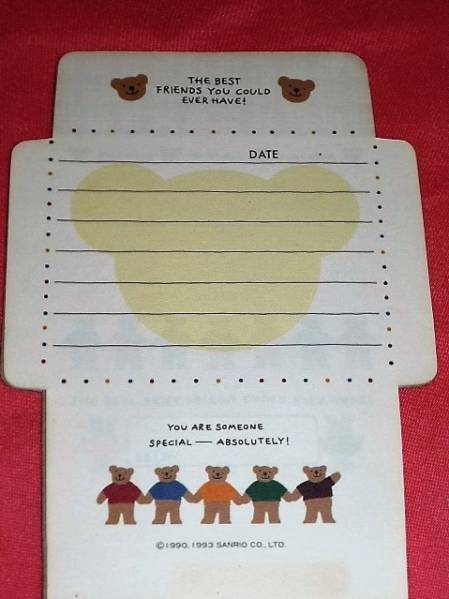 THE BEST
FRIENDS YOU COULD
EVER HAVE!
DATE
YOU ARE SOMEONE
SPECIAL — ABSOLUTELY!
©1990, 1993 SANRIO CO., LTD.